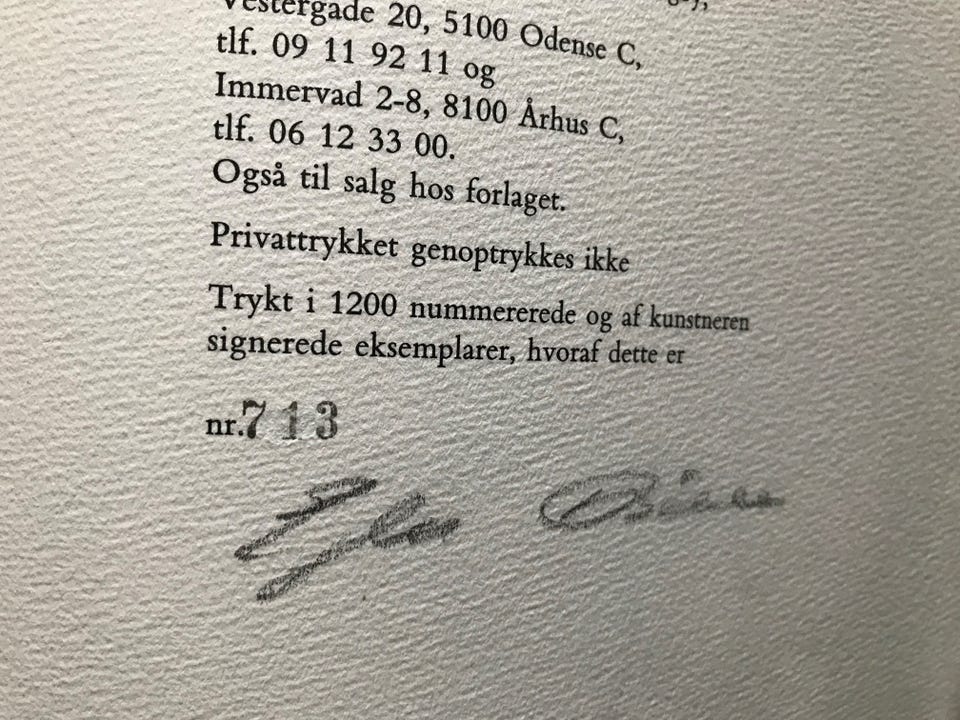 Vestergade 20, 5100 Odense C,
tlf. 09 11 92 11 og
Immervad 2-8, 8100 Århus C,
tlf. 06 12 33 00.
Også til salg hos forlaget.
Privattrykket genoptrykkes ikke
Trykt i 1200 nummererede og af kunstneren
signerede eksemplarer, hvoraf dette er
nr. 713